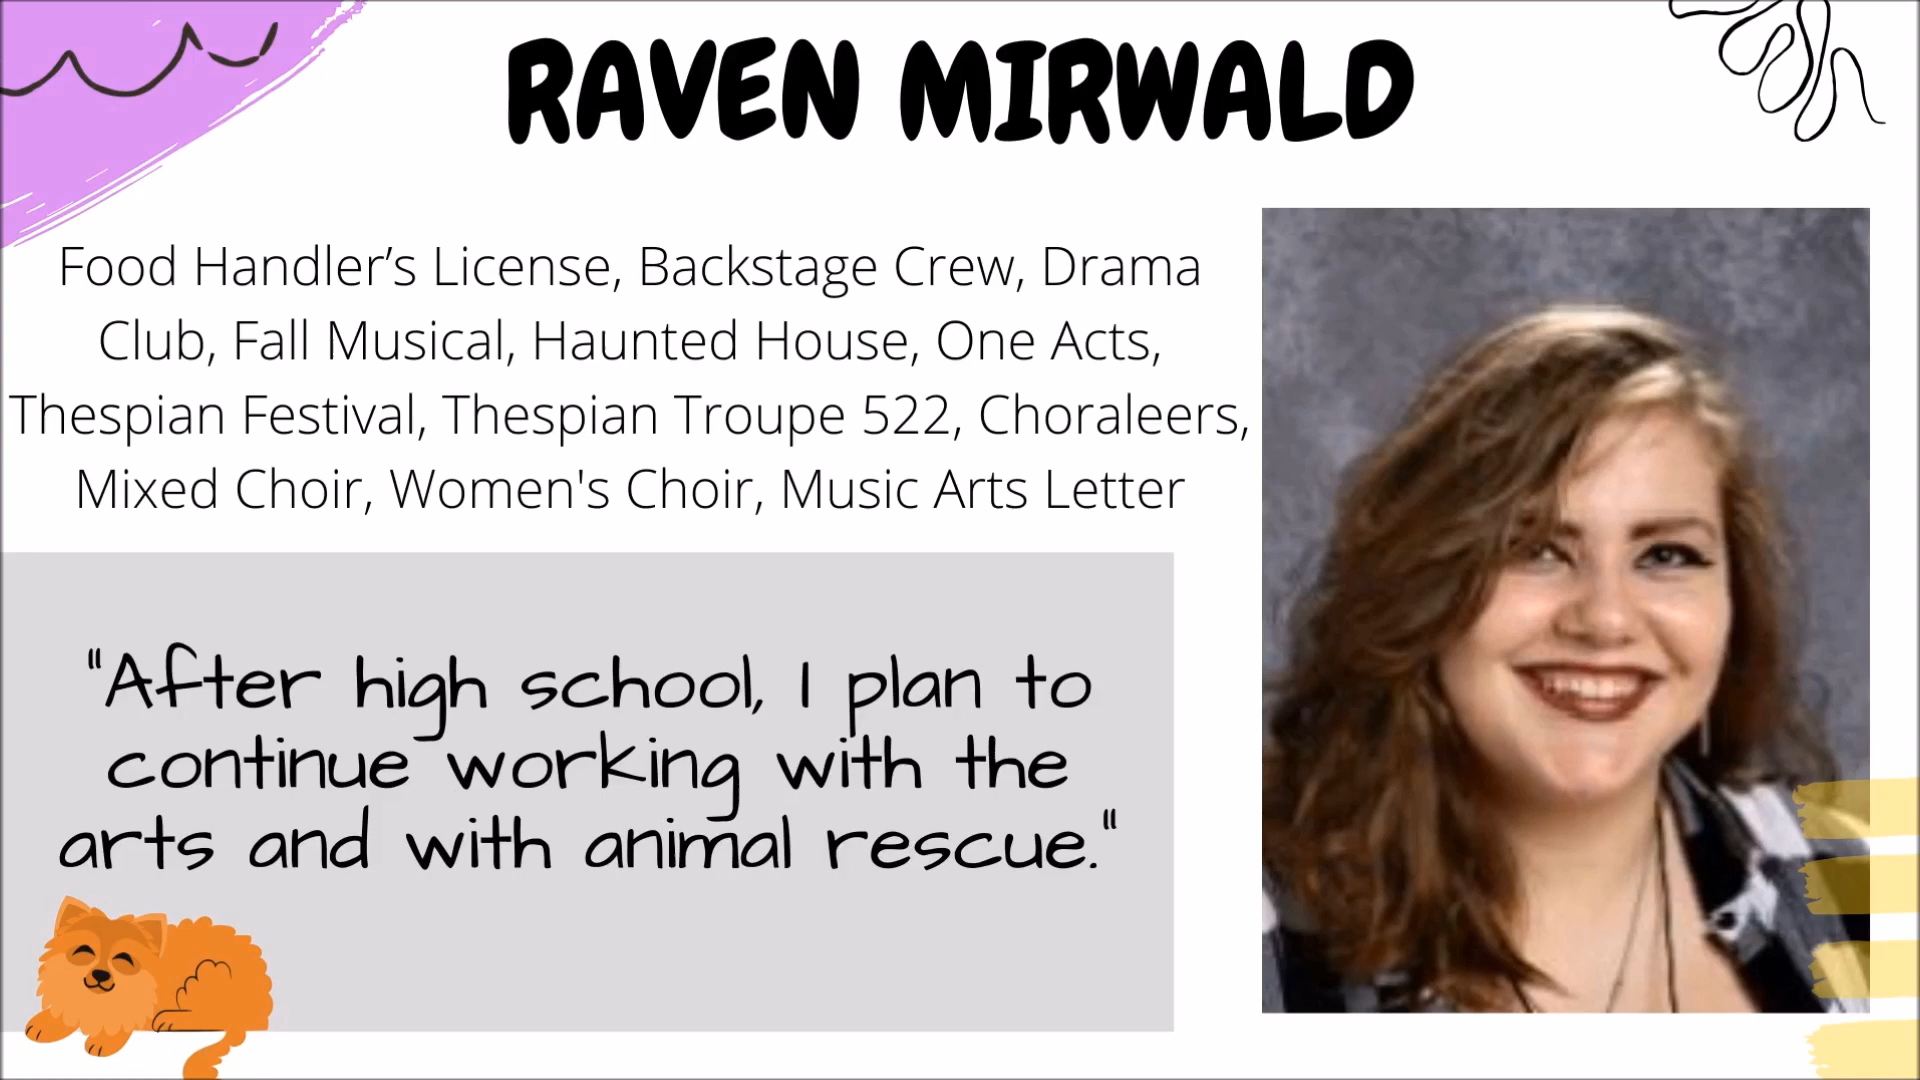 RAVEN MIRWALD
Food Handler’s License, Backstage Crew, Drama
Club, Fall Musical, Haunted House, One Acts,
Thespian Festival, Thespian Troupe 522, Choraleers,
Mixed Choir, Women's Choir, Music Arts Letter
"After high school, I plan to
continue working with the
arts and with animal rescue."